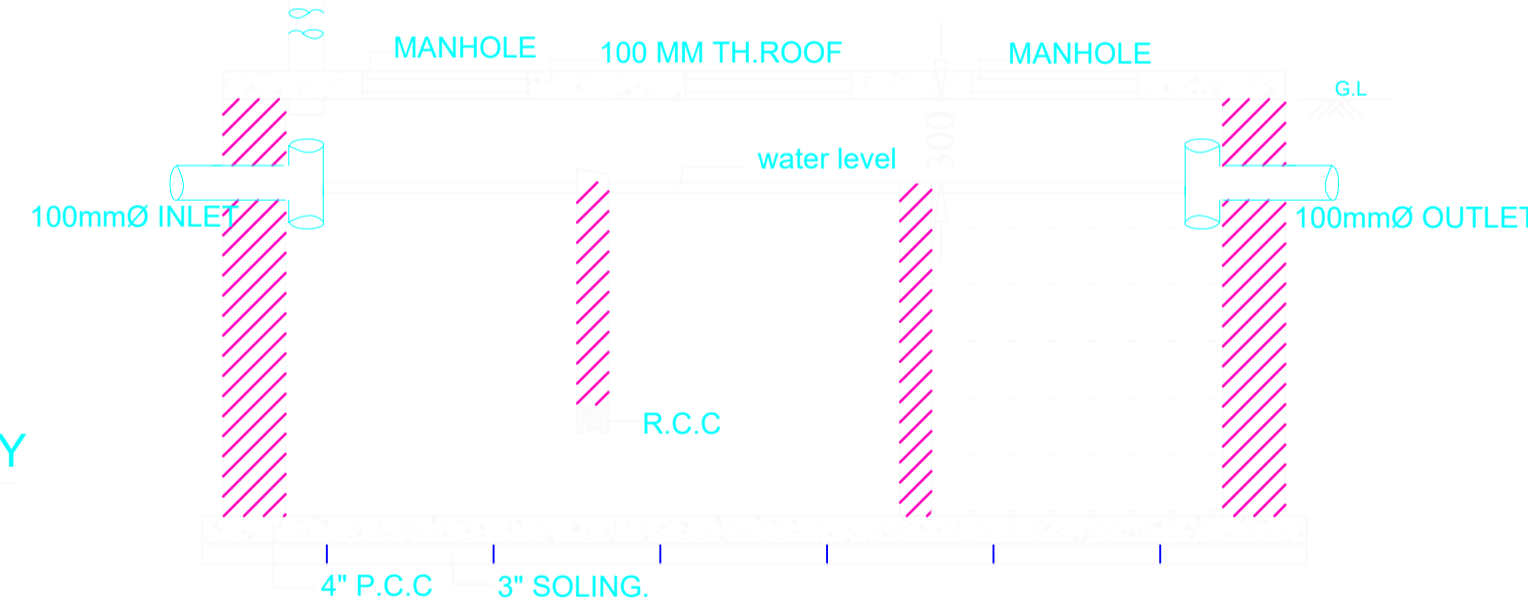 MANHOLE
100 MM TH.ROOF
MANHOLE
G.L
300
water level
100mmØ INLET
100mmØ OUTLET
R.C.C
Y
4" P.C.C
3" SOLING.